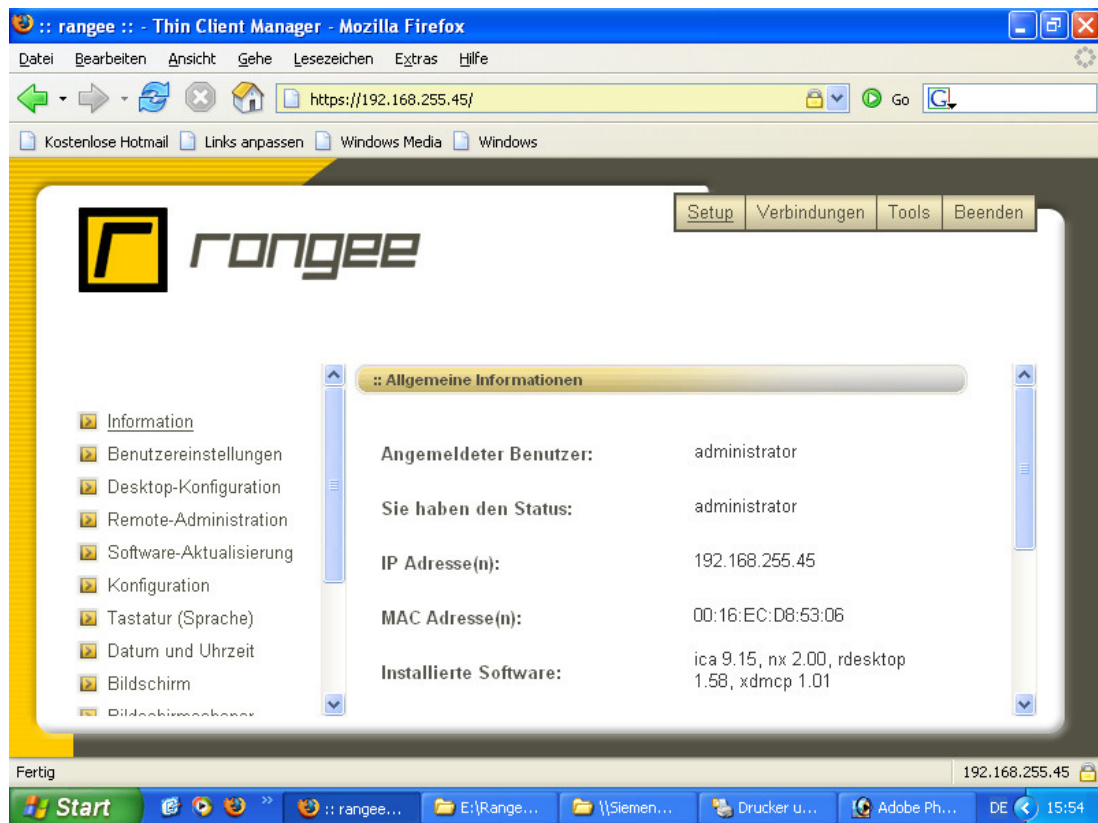 :: rangee :: - Thin Client Manager - Mozilla Firefox
Datei Bearbeiten Ansicht Gehe Lesezeichen Extras Hilfe
https://192.168.255.45/ Go G
Kostenlose Hotmail Links anpassen Windows Media Windows
Setup Verbindungen Tools Beenden
r rangee
:: Allgemeine Informationen
Information
Benutzereinstellungen
Desktop-Konfiguration
Remote-Administration
Software-Aktualisierung
Konfiguration
Tastatur (Sprache)
Datum und Uhrzeit
Bildschirm
Bildschirmschoner
Angemeldeter Benutzer: administrator
Sie haben den Status: administrator
IP Adresse(n): 192.168.255.45
MAC Adresse(n): 00:16:EC:D8:53:06
Installierte Software: ica 9.15, nx 2.00, rdesktop
1.58, xdmcp 1.01
Fertig 192.168.255.45
Start » :: rangee... E:\Range... \\Siemen... Drucker u... Adobe Ph... DE 15:54